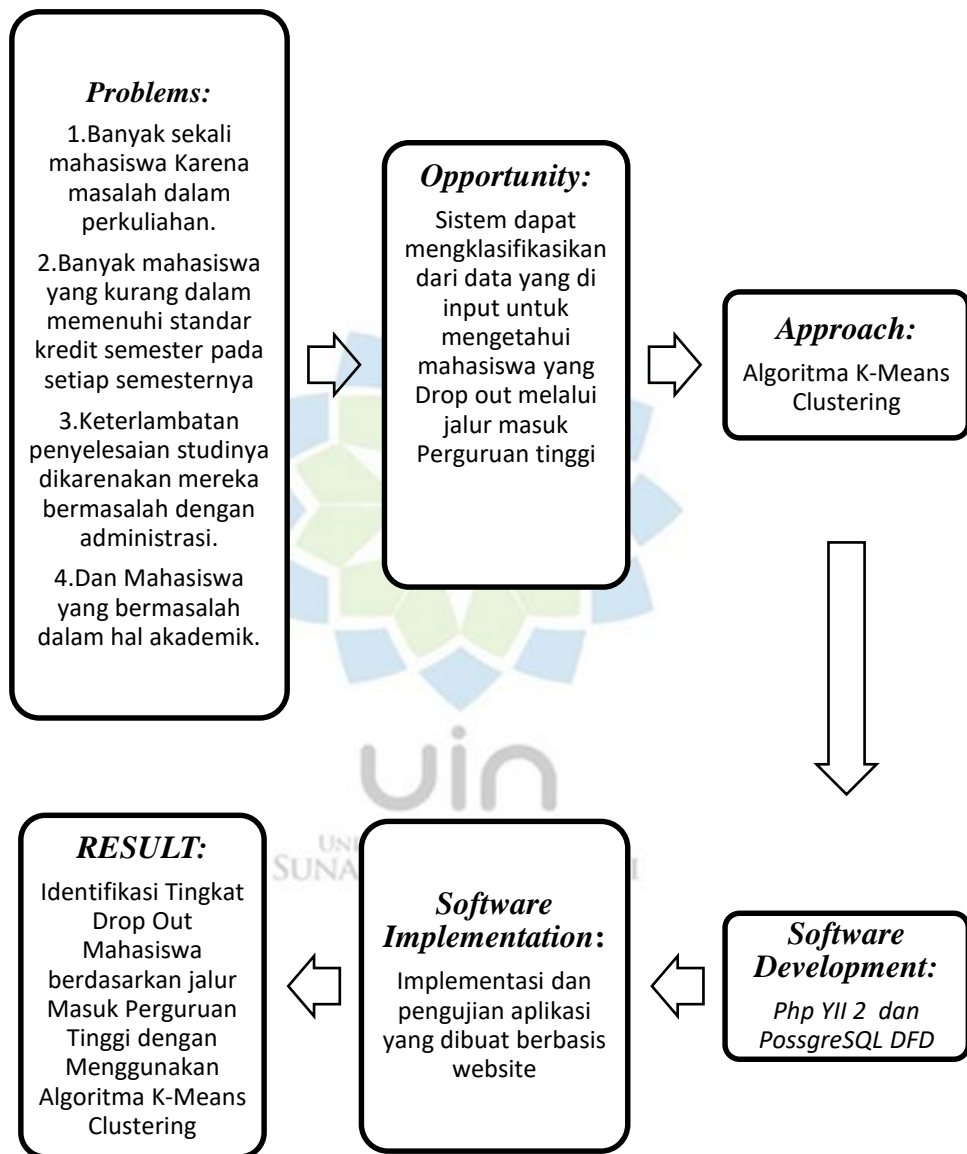 Problems:
1.Banyak sekali
mahasiswa Karena
masalah dalam
perkuliahan.
2.Banyak mahasiswa
yang kurang dalam
memenuhi standar
kredit semester pada
setiap semesternya
3.Keterlambatan
penyelesaian studinya
dikarenakan mereka
bermasalah dengan
administrasi.
4.Dan Mahasiswa
yang bermasalah
dalam hal akademik.
Opportunity:
Sistem dapat
mengklasifikasikan
dari data yang di
input untuk
mengetahui
mahasiswa yang
Drop out melalui
jalur masuk
Perguruan tinggi
Approach:
Algoritma K-Means
Clustering
Software
Development:
Php YII 2 dan
PossgreSQL DFD
Software
Implementation:
Implementasi dan
pengujian aplikasi
yang dibuat berbasis
website
RESULT:
Identifikasi Tingkat
Drop Out
Mahasiswa
berdasarkan jalur
Masuk Perguruan
Tinggi dengan
Menggunakan
Algoritma K-Means
Clustering
uin